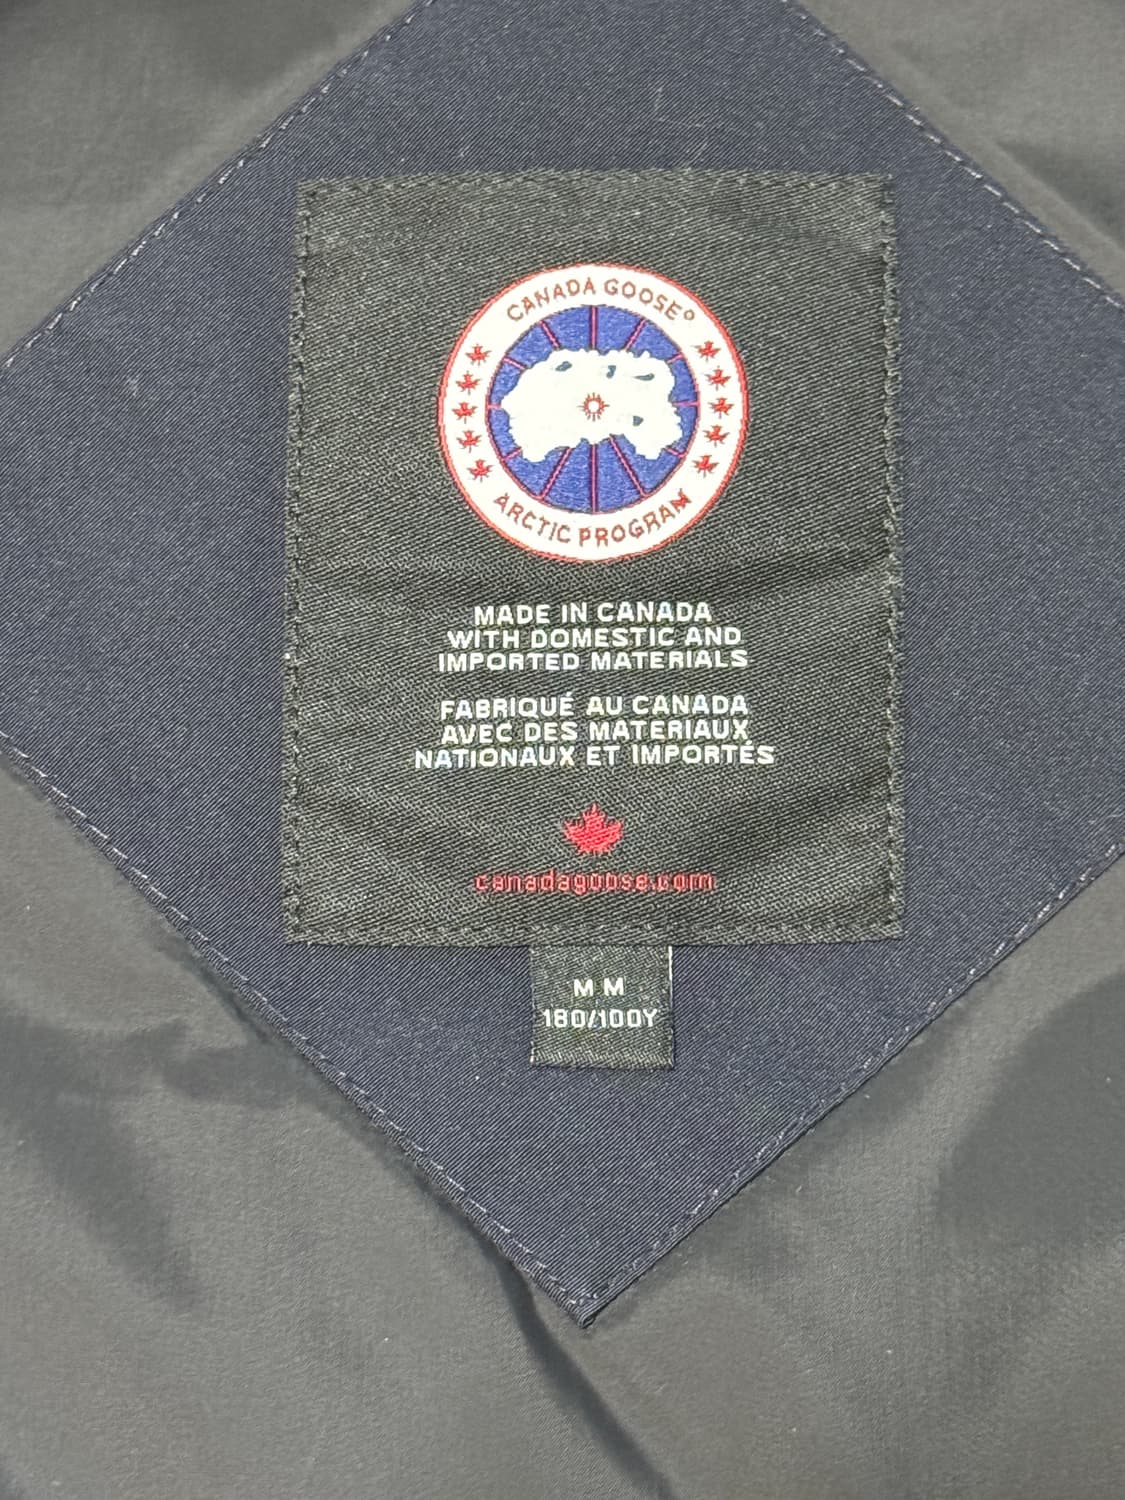 CANADA GOOSE®
ARCTIC PROGRAM
MADE IN CANADA
WITH DOMESTIC AND
IMPORTED MATERIALS
FABRIQUÉ AU CANADA
AVEC DES MATERIAUX
NATIONAUX ET IMPORTÉS
canadagoose.com
M M
180/100Y